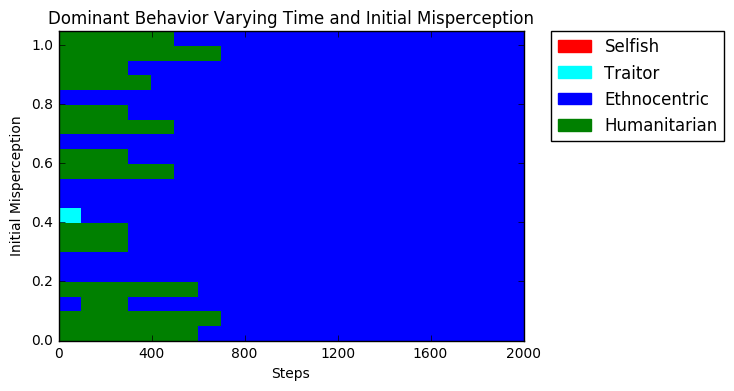 Dominant Behavior Varying Time and Initial Misperception
Selfish
Traitor
Ethnocentric
Humanitarian
Initial Misperception
1.0
0.8
0.6
0.4
0.2
0.0
0 400 800 1200 1600 2000
Steps